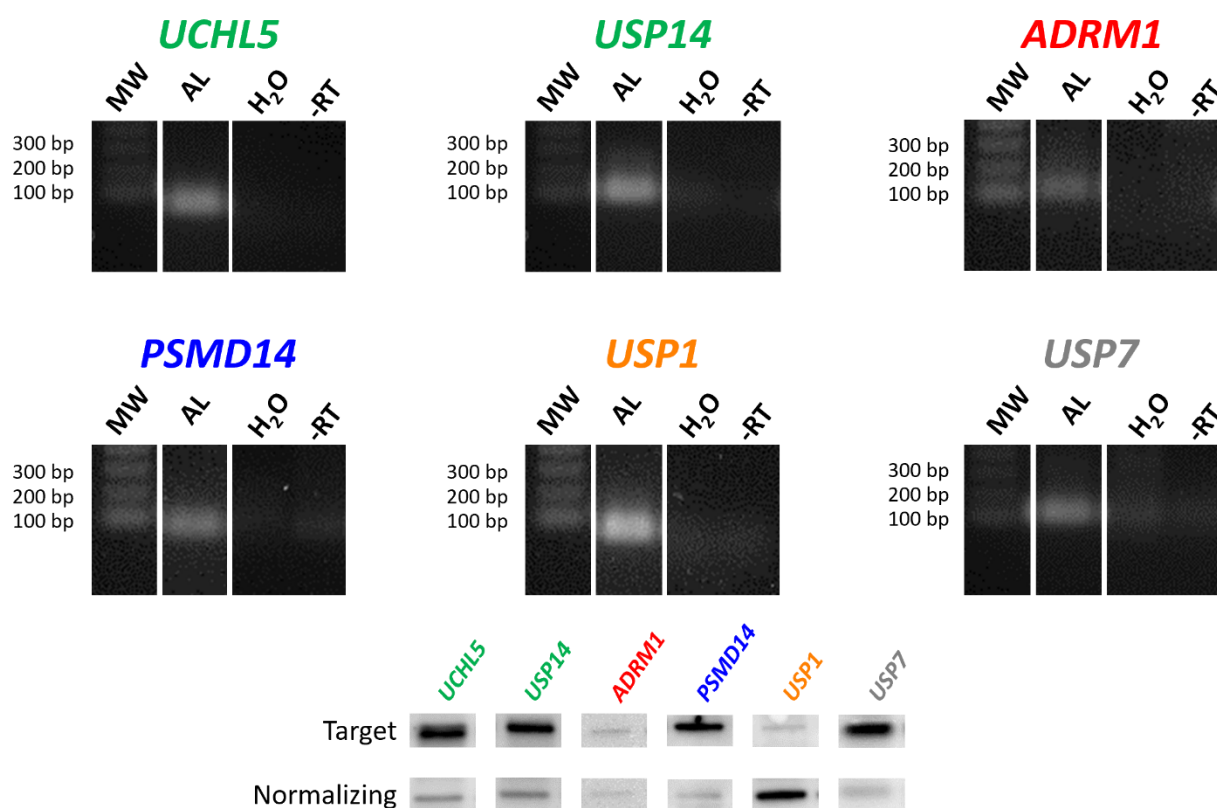 UCHL5 USP14 ADRM1
MW AL H₂O -RT MW AL H₂O -RT MW AL H₂O -RT
300 bp 300 bp 300 bp
200 bp 200 bp 200 bp
100 bp 100 bp 100 bp
PSMD14 USP1 USP7
MW AL H₂O -RT MW AL H₂O -RT MW AL H₂O -RT
300 bp 300 bp 300 bp
200 bp 200 bp 200 bp
100 bp 100 bp 100 bp
UCHL5 USP14 ADRM1 PSMD14 USP1 USP7
Target
Normalizing